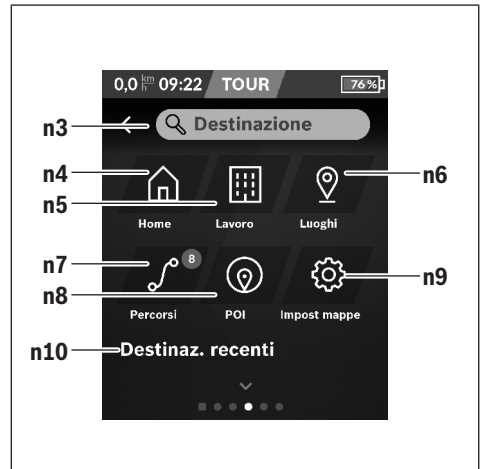 0,0 km/h 09:22 TOUR 76%
n3 Destinazione
n4 n6
n5
Home Lavoro Luoghi
n7 8
n8 n9
Percorsi POI Impost mappe
n10 Destinaz. recenti